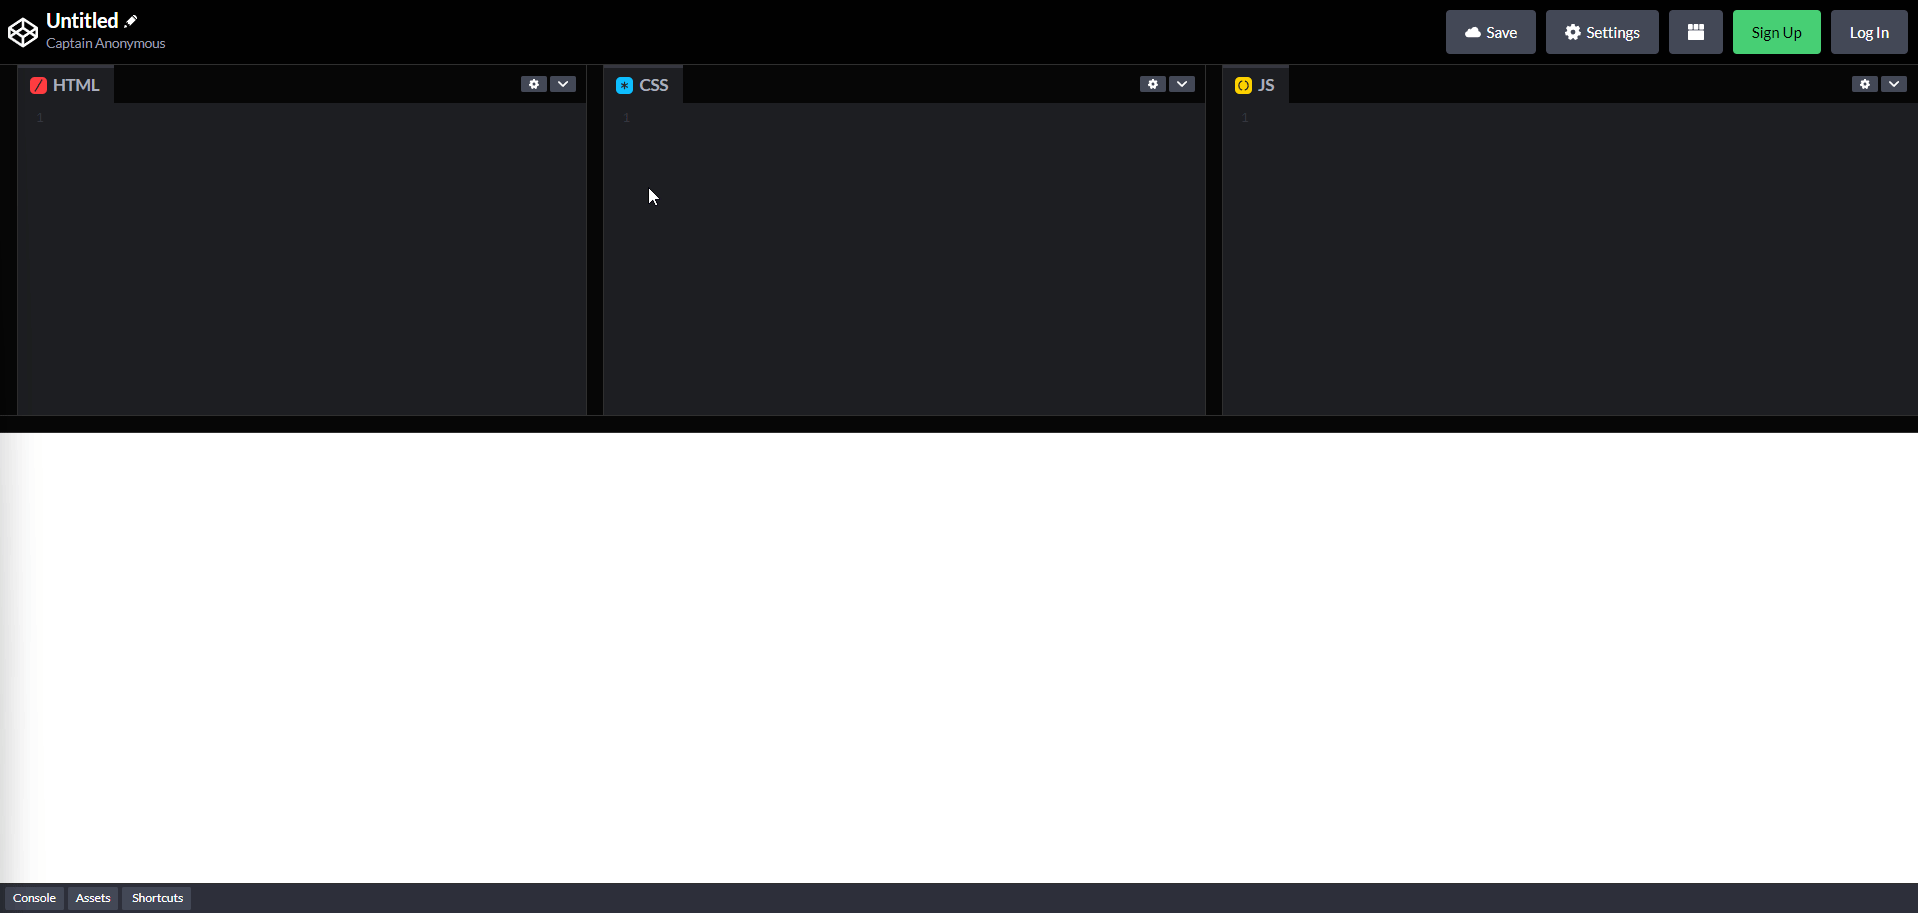 Untitled
Captain Anonymous
Save
Settings
Sign Up
Log In
/ HTML
* CSS
() JS
1
1
1
Console
Assets
Shortcuts